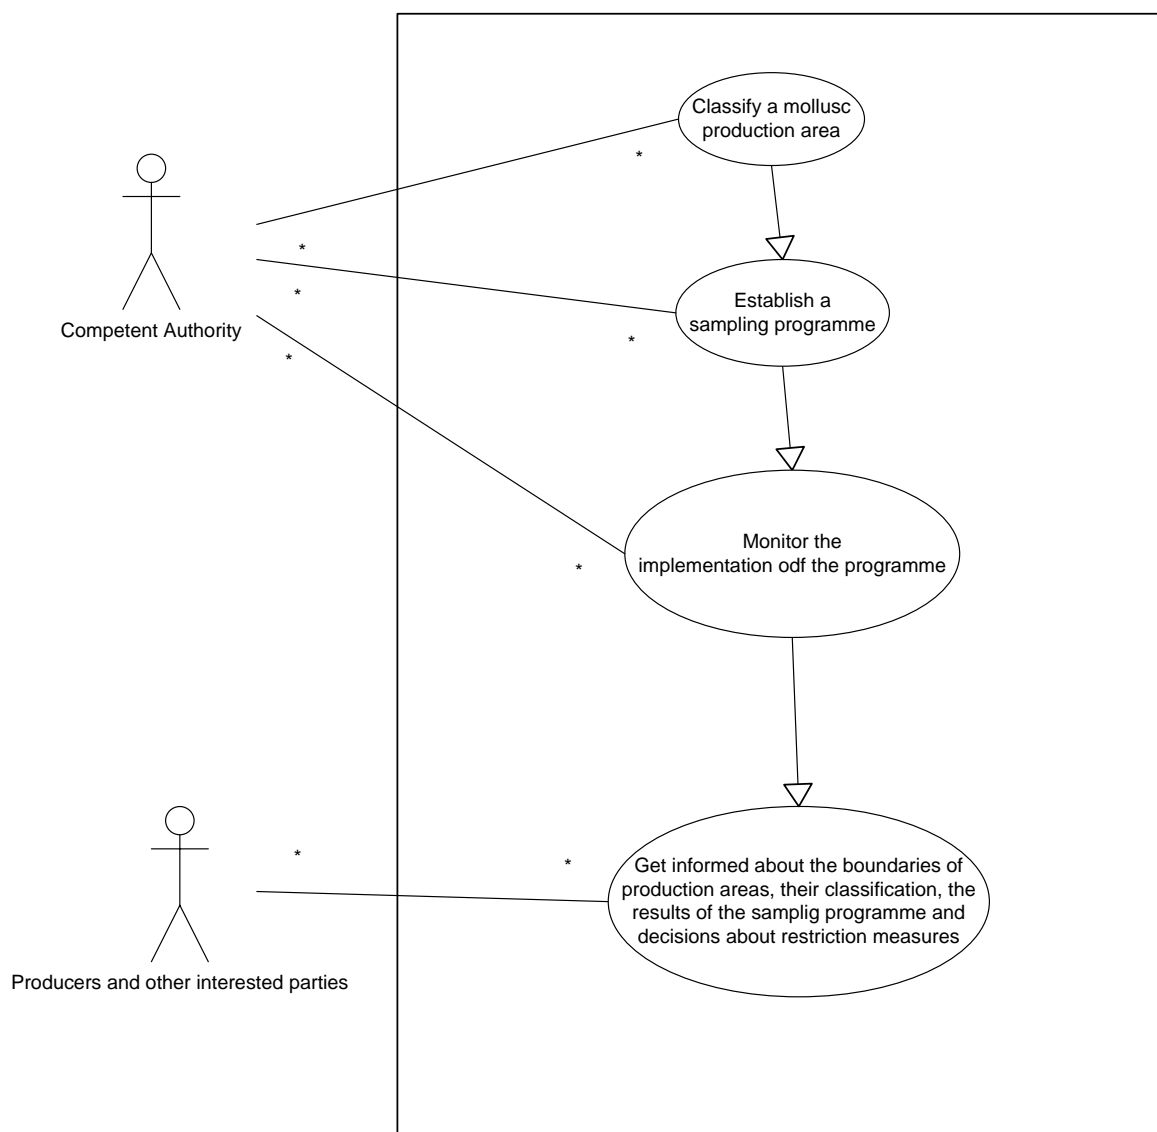 Classify a mollusc
production area
*
*
Establish a
sampling programme
*
*
Competent Authority
*
Monitor the
implementation odf the programme
*
*
*
Get informed about the boundaries of
production areas, their classification, the
results of the samplig programme and
decisions about restriction measures
Producers and other interested parties